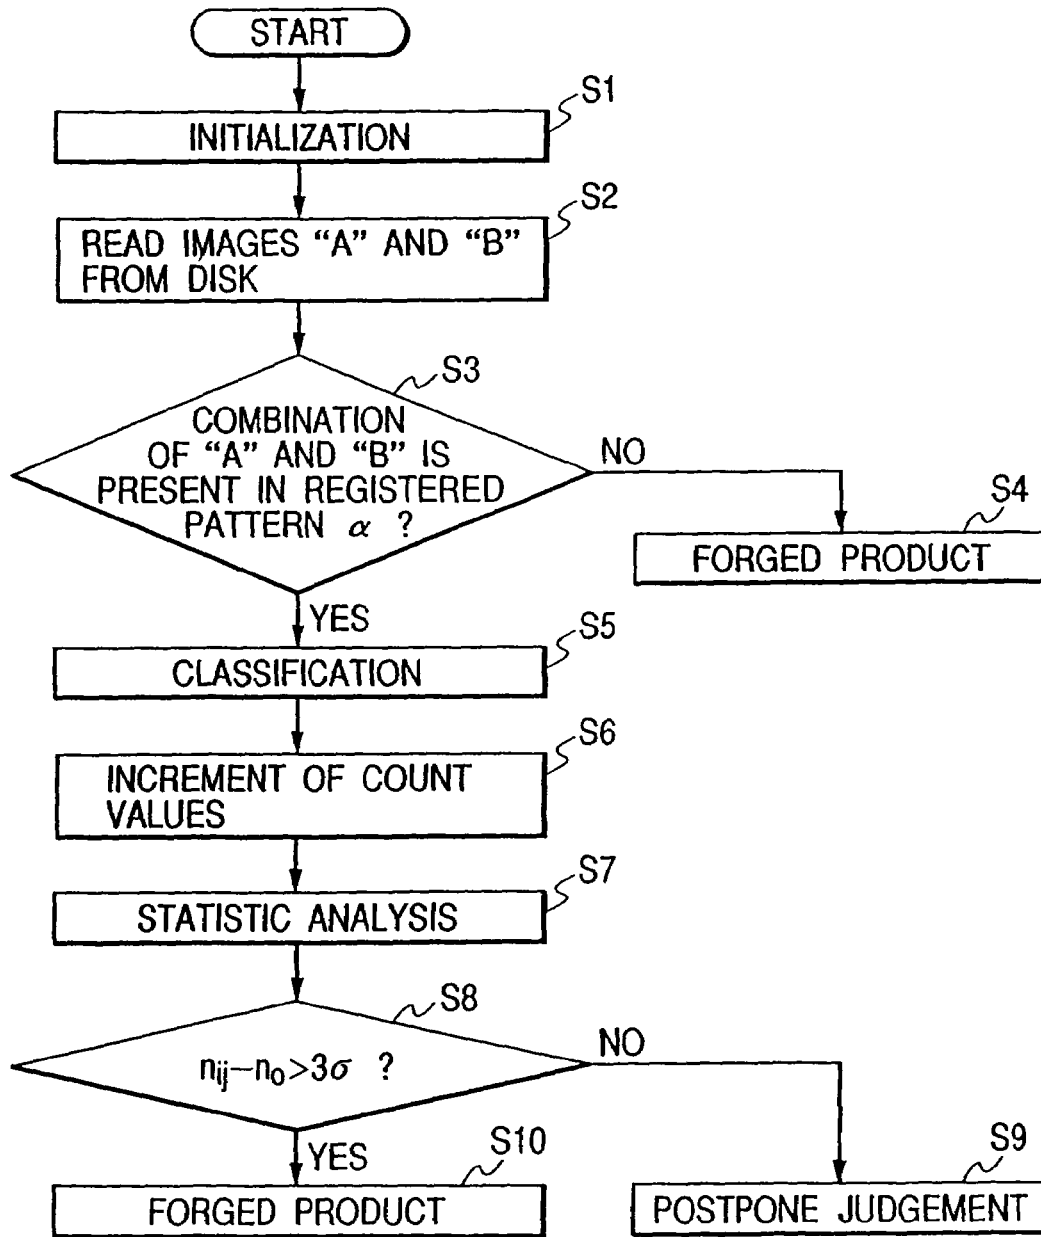 START
S1
INITIALIZATION
S2
READ IMAGES “A” AND “B”
FROM DISK
S3
COMBINATION
OF “A” AND “B” IS
PRESENT IN REGISTERED
PATTERN α ?
NO
S4
FORGED PRODUCT
YES
S5
CLASSIFICATION
S6
INCREMENT OF COUNT
VALUES
S7
STATISTIC ANALYSIS
S8
nij−no>3σ ?
NO
YES
S10
FORGED PRODUCT
S9
POSTPONE JUDGEMENT